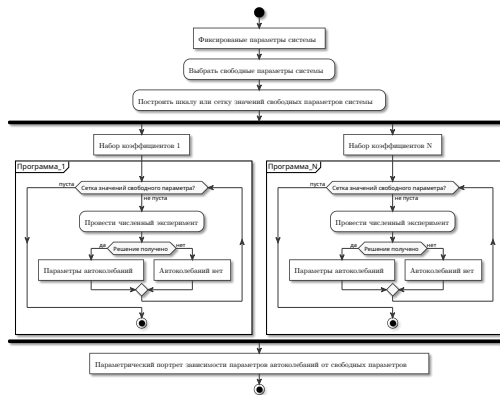 Фиксированые параметры системы
Выбрать свободные параметры системы
Построить шкалу или сетку значений свободных параметров системы
Набор коэффициентов 1
Набор коэффициентов N
Программа_1
пуста
Сетка значений свободного параметра?
не пуста
Провести численный эксперимент
да
Решение получено
нет
Параметры автоколебаний
Автоколебаний нет
Программа_N
пуста
Сетка значений свободного параметра?
не пуста
Провести численный эксперимент
да
Решение получено
нет
Параметры автоколебаний
Автоколебаний нет
Параметрический портрет зависимости параметров автоколебаний от свободных параметров